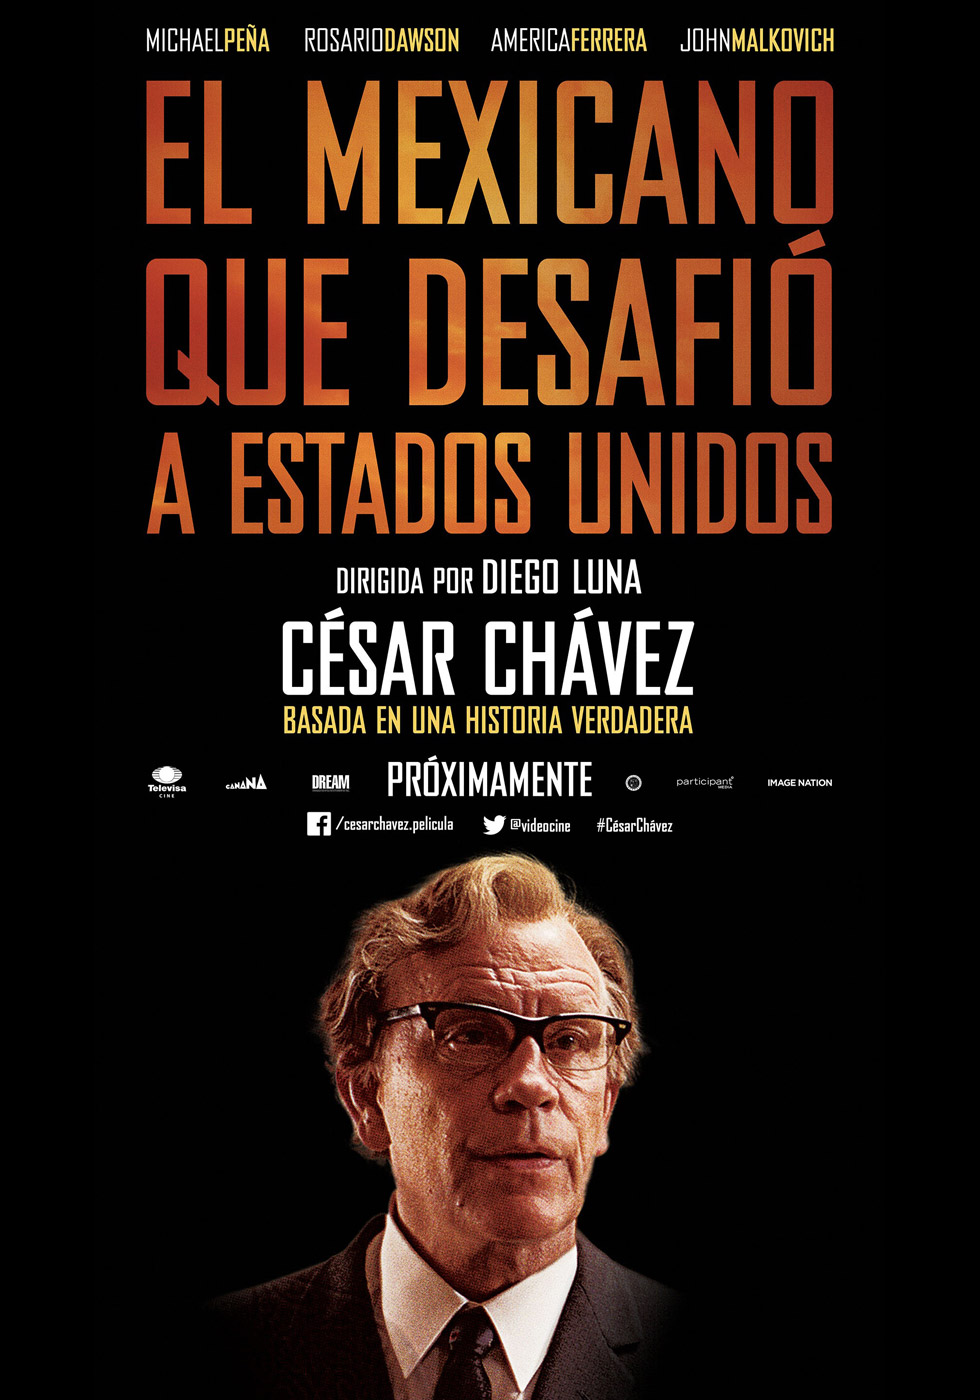 MICHAELPEÑA ROSARIODAWSON AMERICAFERRERA JOHNMALKOVICH
EL MEXICANO
QUE DESAFIÓ
A ESTADOS UNIDOS
DIRIGIDA POR DIEGO LUNA
CÉSAR CHÁVEZ
BASADA EN UNA HISTORIA VERDADERA
Televisa CINE CANANA DREAM PRÓXIMAMENTE participant MEDIA IMAGE NATION
/cesarchavez.pelicula @videocine #CésarChávez